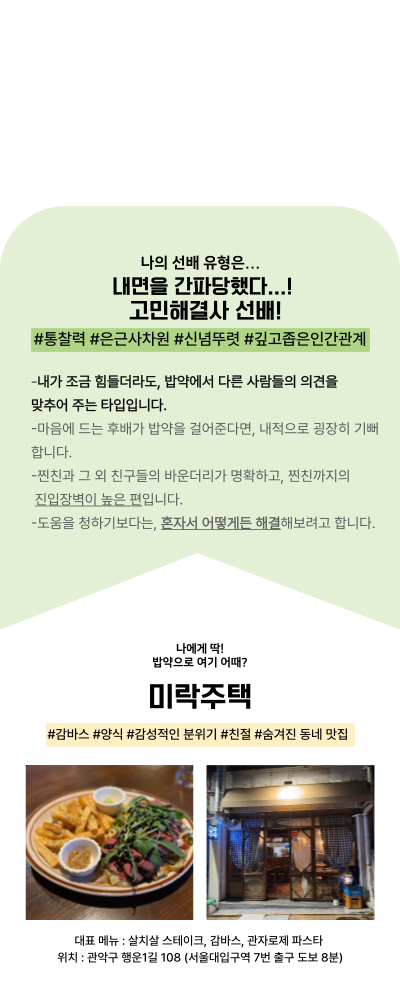 나의 선배 유형은...
내면을 간파당했다...!
고민해결사 선배!
#통찰력 #은근사차원 #신념뚜렷 #깊고좁은인간관계
-내가 조금 힘들더라도, 밥약에서 다른 사람들의 의견을
맞추어 주는 타입입니다.
-마음에 드는 후배가 밥약을 걸어준다면, 내적으로 굉장히 기뻐
합니다.
-찐친과 그 외 친구들의 바운더리가 명확하고, 찐친까지의
진입장벽이 높은 편입니다.
-도움을 청하기보다는, 혼자서 어떻게든 해결해보려고 합니다.
나에게 딱!
밥약으로 여기 어때?
미락주택
#감바스 #양식 #감성적인 분위기 #친절 #숨겨진 동네 맛집
대표 메뉴 : 살치살 스테이크, 감바스, 관자로제 파스타
위치 : 관악구 행운1길 108 (서울대입구역 7번 출구 도보 8분)